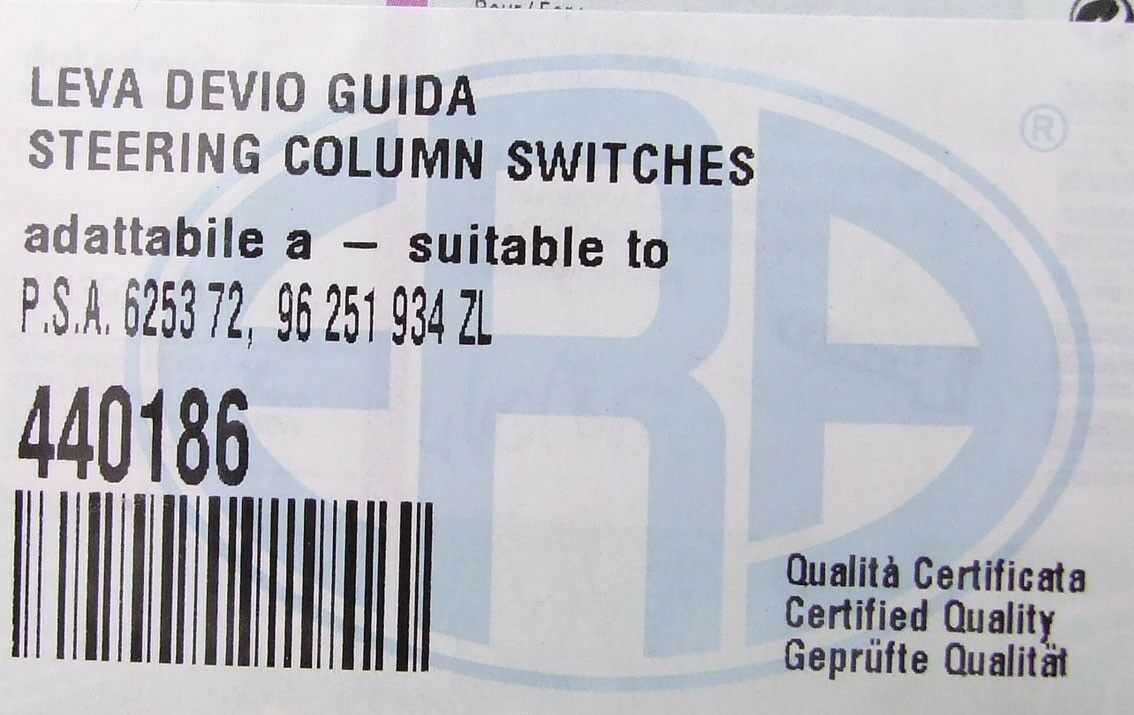 LEVA DEVIO GUIDA
STEERING COLUMN SWITCHES
adattabile a – suitable to
P.S.A. 6253 72, 96 251 934 ZL
440186
ERA
®
Qualità Certificata
Certified Quality
Geprüfte Qualität